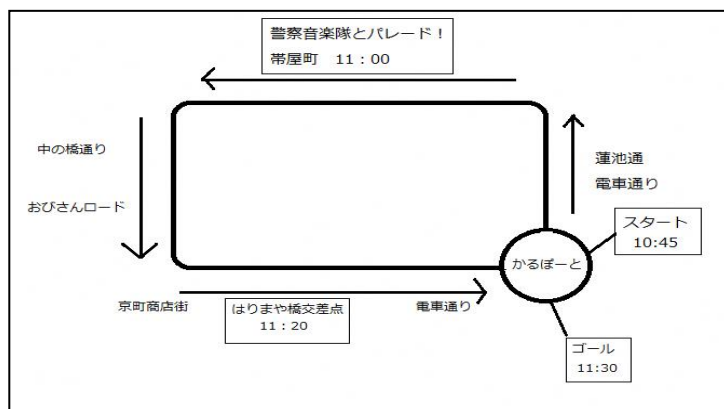 警察音楽隊とパレード！
帯屋町　11：00
中の橋通り
おびさんロード
蓮池通
電車通り
スタート
10:45
かるぽーと
京町商店街
はりまや橋交差点
11：20
電車通り
ゴール
11:30